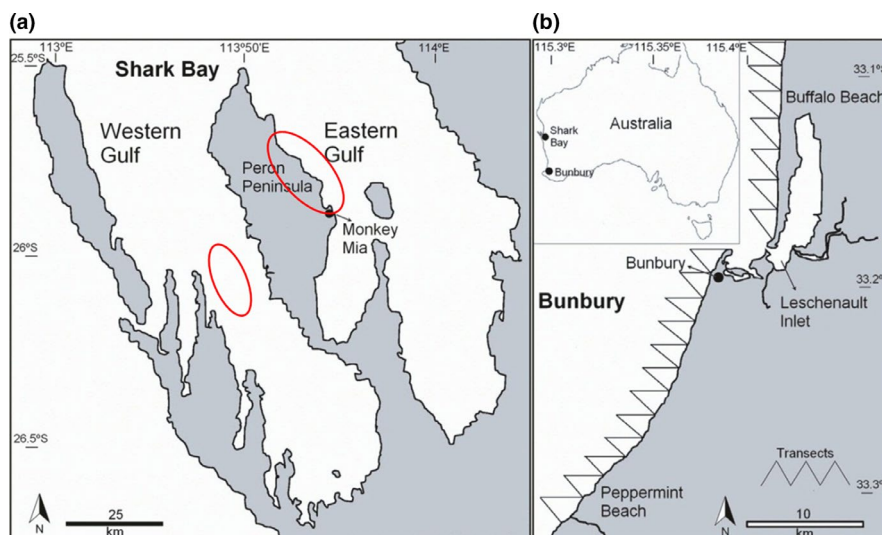 (a)
113°E
113°50'E
114°E
25.5°S
Shark Bay
Western
Gulf
Eastern
Gulf
Peron
Peninsula
Monkey
Mia
26°S
26.5°S
N
25
km
(b)
115.3°E
115.35°E
115.4°E
33.1°S
Buffalo Beach
Australia
Shark
Bay
Bunbury
Bunbury
33.2°S
Bunbury
Leschenault
Inlet
Transects
33.3°S
Peppermint
Beach
N
10
km